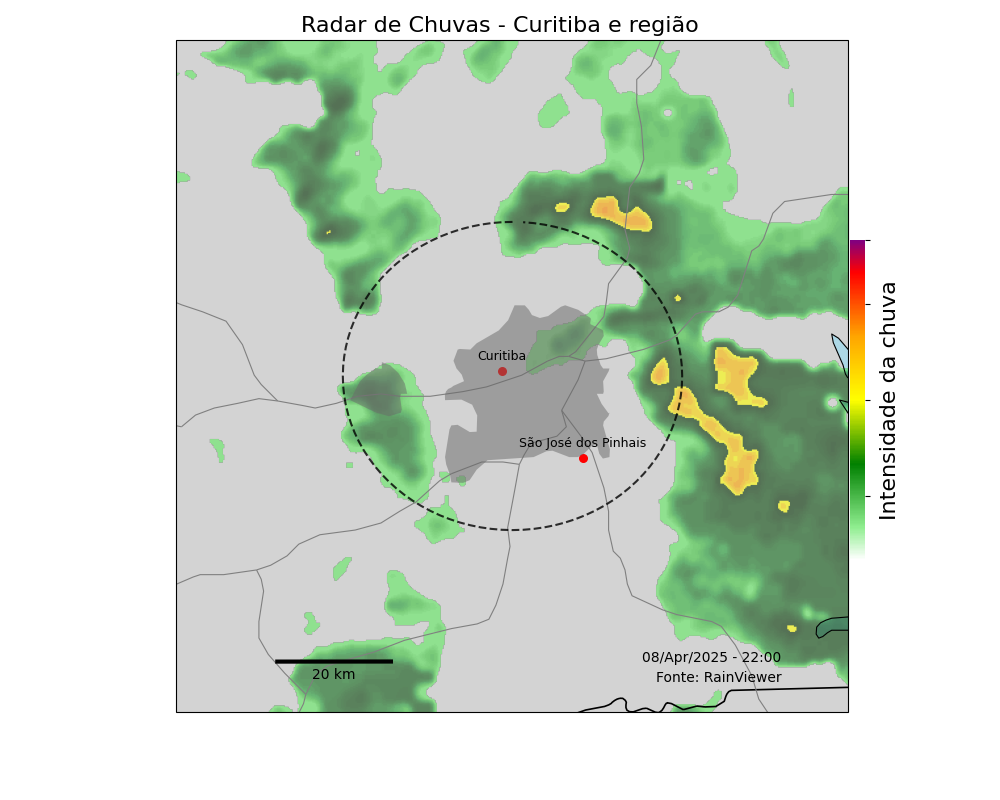 Radar de Chuvas - Curitiba e região
Curitiba
São José dos Pinhais
Intensidade da chuva
08/Apr/2025 - 22:00
Fonte: RainViewer
20 km